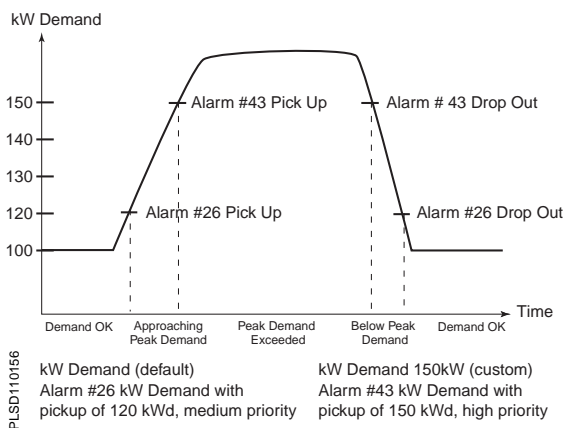 kW Demand
150
140
130
120
100
Alarm #43 Pick Up
Alarm # 43 Drop Out
Alarm #26 Pick Up
Alarm #26 Drop Out
Time
Demand OK
Approaching
Peak Demand
Peak Demand
Exceeded
Below Peak
Demand
Demand OK
PLSD110156
kW Demand (default)
Alarm #26 kW Demand with
pickup of 120 kWd, medium priority
kW Demand 150kW (custom)
Alarm #43 kW Demand with
pickup of 150 kWd, high priority